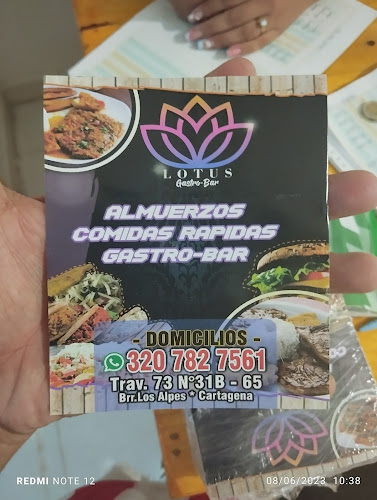 LOTUS
Gastro-Bar
ALMUERZOS
COMIDAS RAPIDAS
GASTRO-BAR
- DOMICILIOS -
320 782 7561
Trav. 73 N°31B - 65
Brr. Los Alpes * Cartagena
REDMI NOTE 12
08/06/2023 10:38